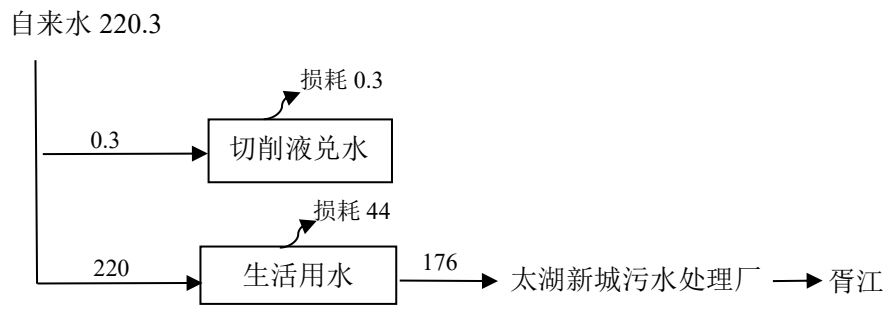 自来水 220.3
损耗 0.3
0.3
切削液兑水
损耗 44
220
生活用水
176
太湖新城污水处理厂
胥江